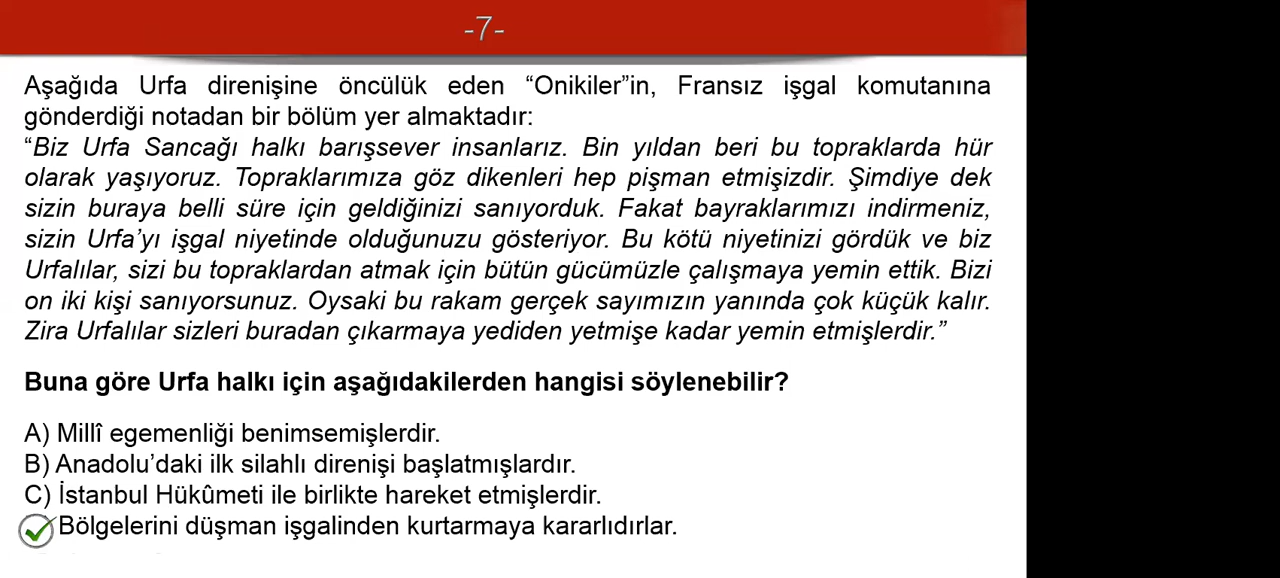 -7-
Aşağıda Urfa direnişine öncülük eden “Onikiler”in, Fransız işgal komutanına
gönderdiği notadan bir bölüm yer almaktadır:
“Biz Urfa Sancağı halkı barışsever insanlarız. Bin yıldan beri bu topraklarda hür
olarak yaşıyoruz. Topraklarımıza göz dikenleri hep pişman etmişizdir. Şimdiye dek
sizin buraya belli süre için geldiğinizi sanıyorduk. Fakat bayraklarımızı indirmeniz,
sizin Urfa’yı işgal niyetinde olduğunuzu gösteriyor. Bu kötü niyetinizi gördük ve biz
Urfalılar, sizi bu topraklardan atmak için bütün gücümüzle çalışmaya yemin ettik. Bizi
on iki kişi sanıyorsunuz. Oysaki bu rakam gerçek sayımızın yanında çok küçük kalır.
Zira Urfalılar sizleri buradan çıkarmaya yediden yetmişe kadar yemin etmişlerdir.”
Buna göre Urfa halkı için aşağıdakilerden hangisi söylenebilir?
A) Millî egemenliği benimsemişlerdir.
B) Anadolu’daki ilk silahlı direnişi başlatmışlardır.
C) İstanbul Hükûmeti ile birlikte hareket etmişlerdir.
Bölgelerini düşman işgalinden kurtarmaya kararlıdırlar.